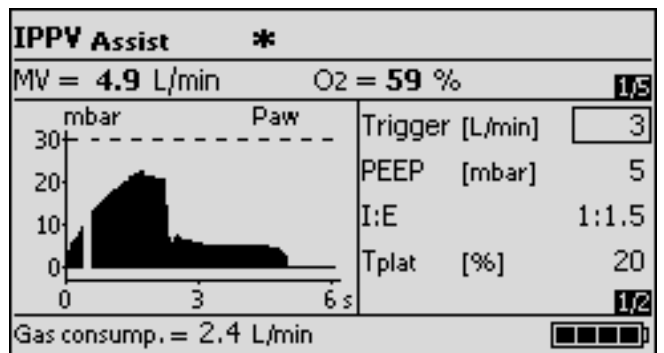 IPPV Assist *
MV = 4.9 L/min O2 = 59 % 1/5
mbar Paw
30
20
10
0
0 3 6 s
Trigger [L/min] 3
PEEP [mbar] 5
I:E 1:1.5
Tplat [%] 20
1/2
Gas consump. = 2.4 L/min